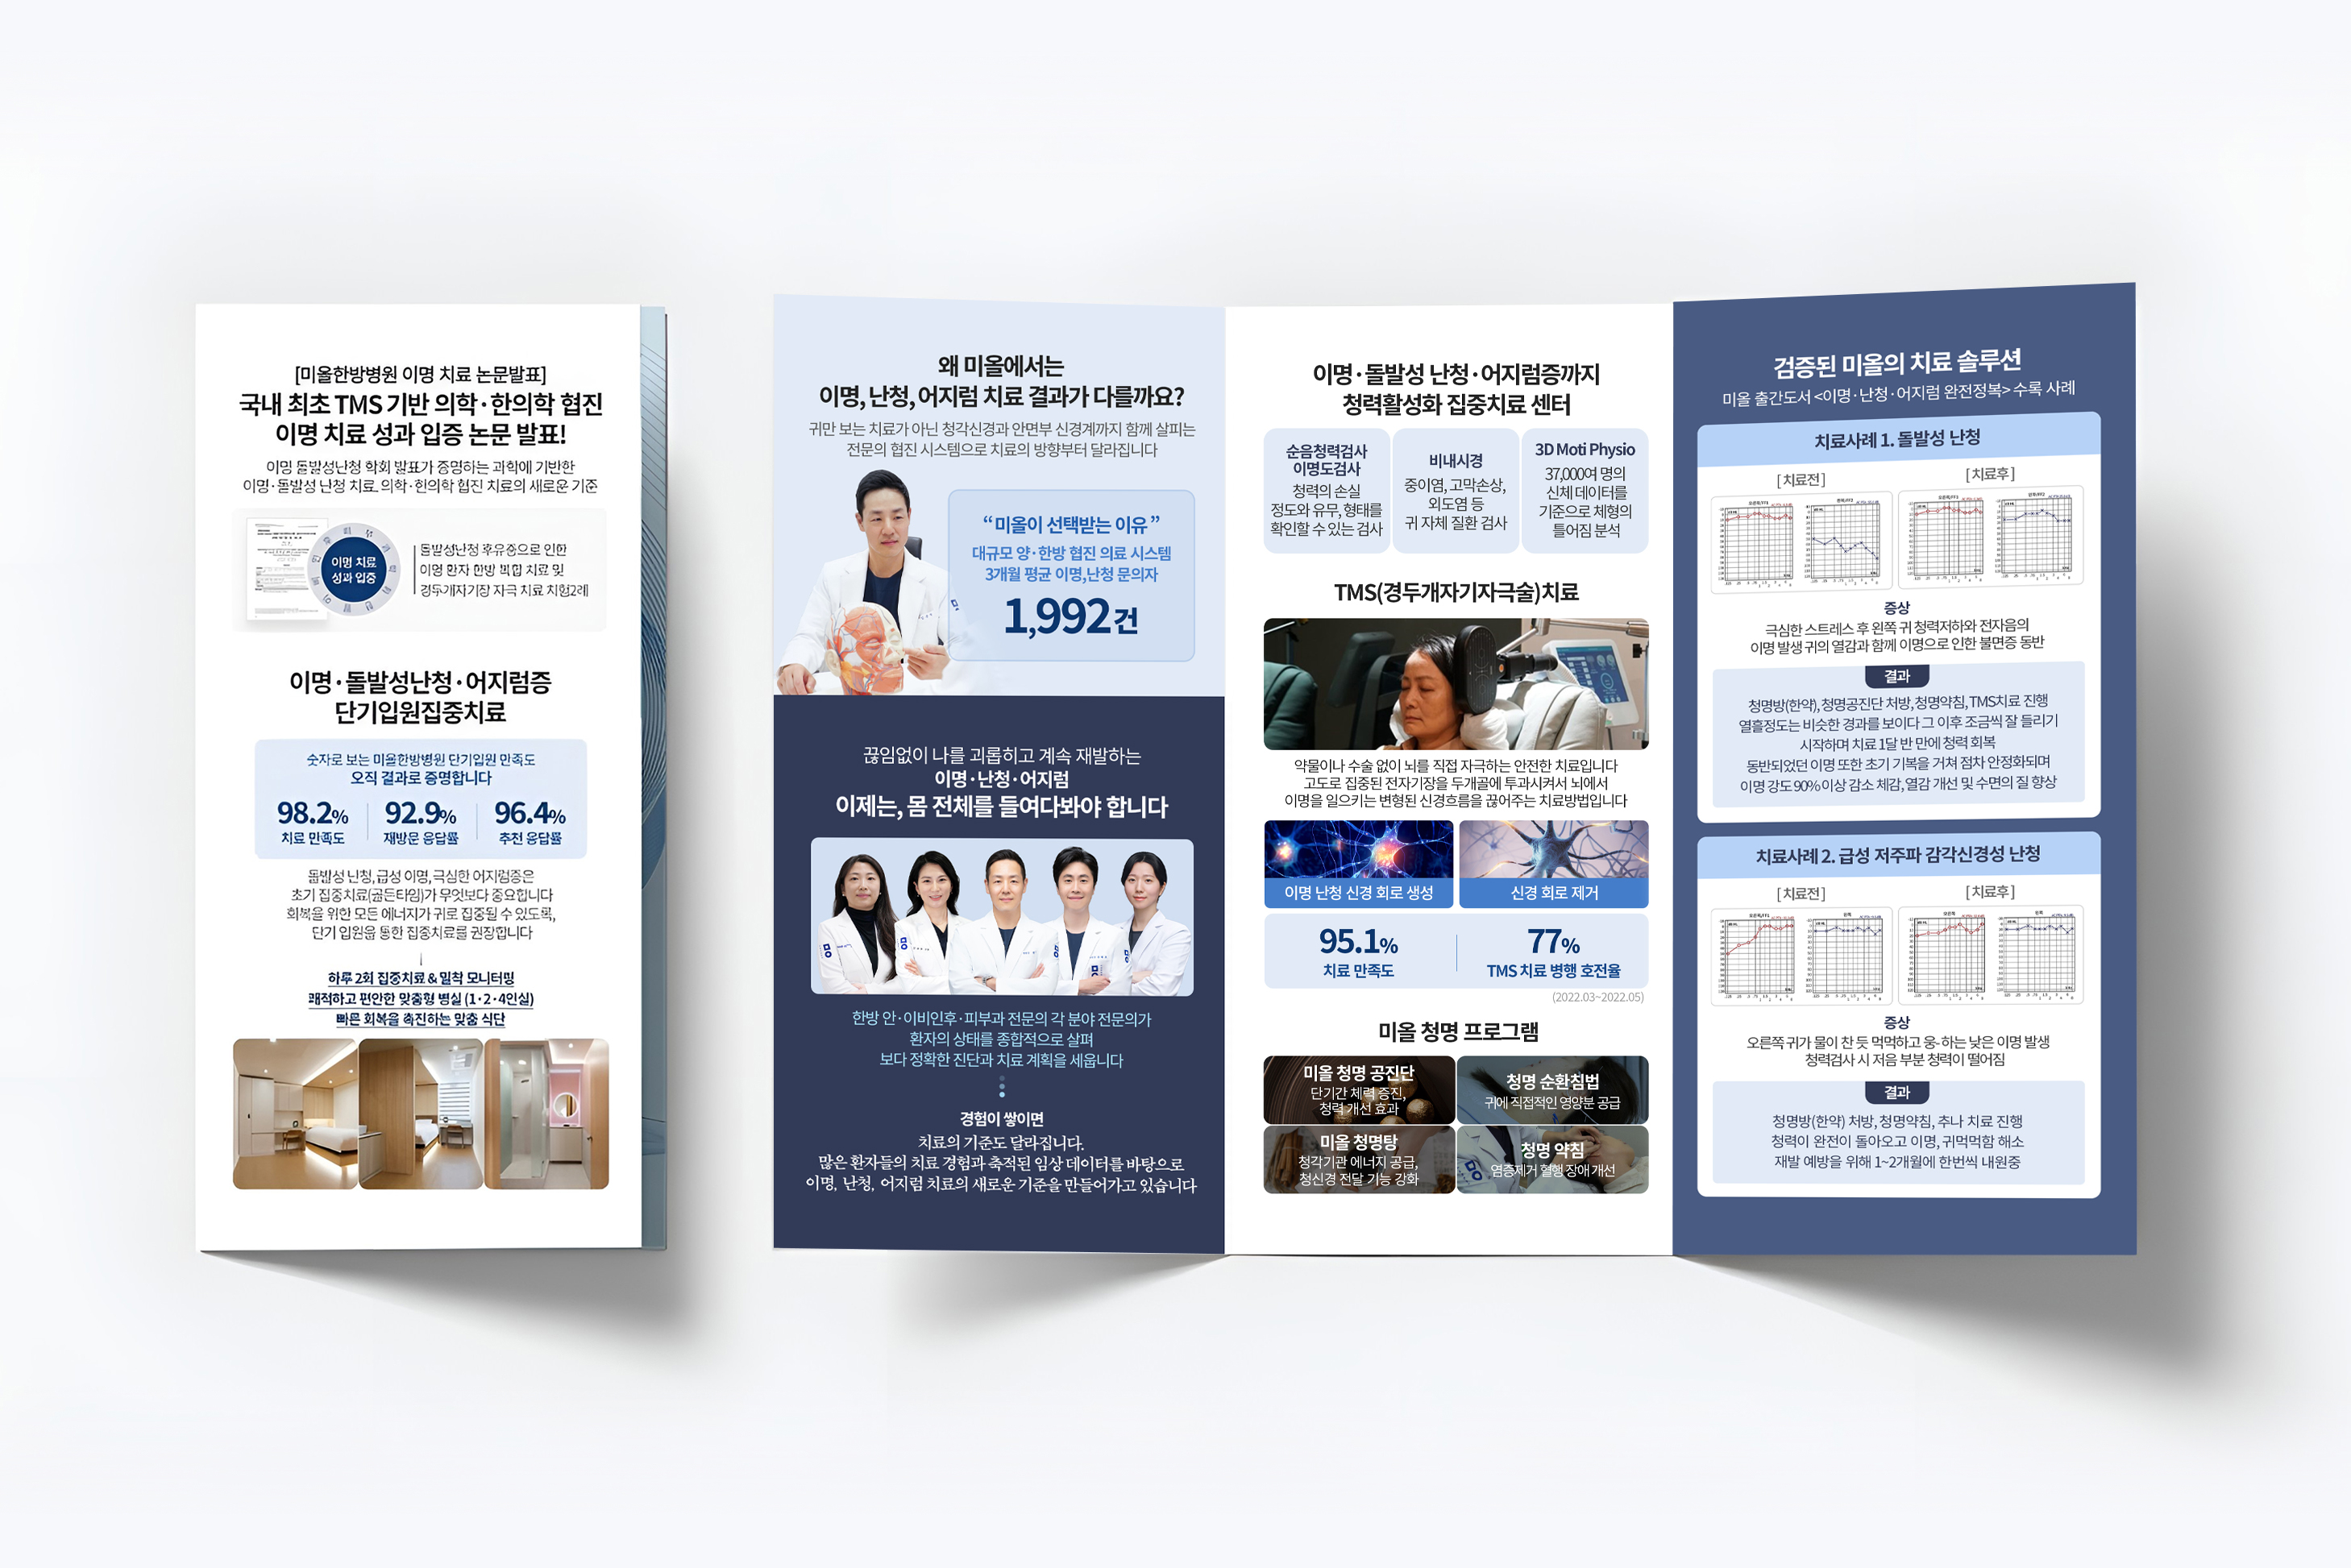 [미올한방병원 이명 치료 논문발표]
국내 최초 TMS 기반 의학·한의학 협진
이명 치료 성과 입증 논문 발표!
이명 돌발성난청 학회 발표가 증명하는 과학에 기반한
이명·돌발성 난청 치료. 의학·한의학 협진 치료의 새로운 기준
이명 치료
성과 입증
돌발성난청 후유증으로 인한
이명 환자 한방 복합 치료 및
경두개자기장 자극 치료 치험2례
이명·돌발성난청·어지럼증
단기입원집중치료
숫자로 보는 미올한방병원 단기입원 만족도
오직 결과로 증명합니다
98.2% 92.9% 96.4%
치료 만족도 재방문 응답률 추천 응답률
돌발성 난청, 급성 이명, 극심한 어지럼증은
초기 집중치료(골든타임)가 무엇보다 중요합니다
회복을 위한 모든 에너지가 귀로 집중될 수 있도록,
단기 입원을 통한 집중치료를 권장합니다
하루 2회 집중치료 & 밀착 모니터링
쾌적하고 편안한 맞춤형 병실 (1·2·4인실)
빠른 회복을 촉진하는 맞춤 식단
왜 미올에서는
이명, 난청, 어지럼 치료 결과가 다를까요?
귀만 보는 치료가 아닌 청각신경과 안면부 신경계까지 함께 살피는
전문의 협진 시스템으로 치료의 방향부터 달라집니다
“미올이 선택받는 이유”
대규모 양·한방 협진 의료 시스템
3개월 평균 이명,난청 문의자
1,992건
끊임없이 나를 괴롭히고 계속 재발하는
이명·난청·어지럼
이제는, 몸 전체를 들여다봐야 합니다
한방 안·이비인후·피부과 전문의 각 분야 전문의가
환자의 상태를 종합적으로 살펴
보다 정확한 진단과 치료 계획을 세웁니다
경험이 쌓이면
치료의 기준도 달라집니다.
많은 환자들의 치료 경험과 축적된 임상 데이터를 바탕으로
이명, 난청, 어지럼 치료의 새로운 기준을 만들어가고 있습니다
이명·돌발성 난청·어지럼증까지
청력활성화 집중치료 센터
순음청력검사
이명도검사
청력의 손실
정도와 유무, 형태를
확인할 수 있는 검사
비내시경
중이염, 고막손상,
외도염 등
귀 자체 질환 검사
3D Moti Physio
37,000여 명의
신체 데이터를
기준으로 체형의
틀어짐 분석
TMS(경두개자기자극술)치료
약물이나 수술 없이 뇌를 직접 자극하는 안전한 치료입니다
고도로 집중된 전자기장을 두개골에 투과시켜서 뇌에서
이명을 일으키는 변형된 신경흐름을 끊어주는 치료방법입니다
이명 난청 신경 회로 생성
신경 회로 제거
95.1% 77%
치료 만족도 TMS 치료 병행 호전율
(2022.03~2022.05)
미올 청명 프로그램
미올 청명 공진단
단기간 체력 증진,
청력 개선 효과
청명 순환침법
귀에 직접적인 영양분 공급
미올 청명탕
청각기관 에너지 공급,
청신경 전달 기능 강화
청명 약침
염증제거 혈행 장애 개선
검증된 미올의 치료 솔루션
미올 출간도서 <이명·난청·어지럼 완전정복> 수록 사례
치료사례 1. 돌발성 난청
[치료전] [치료후]
증상
극심한 스트레스 후 왼쪽 귀 청력저하와 전자음의
이명 발생 귀의 열감과 함께 이명으로 인한 불면증 동반
결과
청명방(한약), 청명공진단 처방, 청명약침, TMS치료 진행
열흘정도는 비슷한 경과를 보이다 그 이후 조금씩 잘 들리기
시작하며 치료 1달 반 만에 청력 회복
동반되었던 이명 또한 초기 기복을 거쳐 점차 안정화되며
이명 강도 90% 이상 감소 체감, 열감 개선 및 수면의 질 향상
치료사례 2. 급성 저주파 감각신경성 난청
[치료전] [치료후]
증상
오른쪽 귀가 물이 찬 듯 먹먹하고 웅-하는 낮은 이명 발생
청력검사 시 저음 부분 청력이 떨어짐
결과
청명방(한약) 처방, 청명약침, 추나 치료 진행
청력이 완전이 돌아오고 이명, 귀먹먹함 해소
재발 예방을 위해 1~2개월에 한번씩 내원중